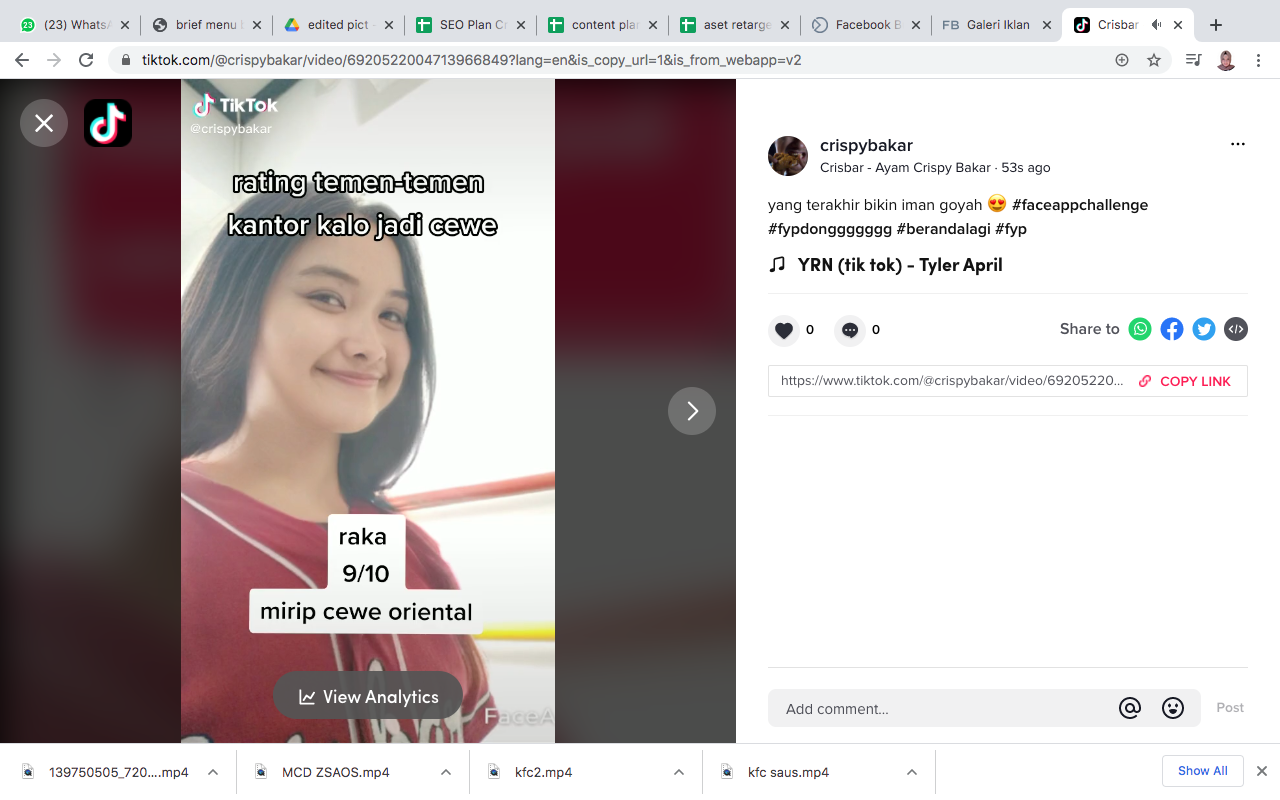 (23) WhatsA
brief menu
edited pict
SEO Plan Cr
content plan
aset retarge
Facebook B
FB Galeri Iklan
Crisbar
tiktok.com/@crispybakar/video/6920522004713966849?lang=en&is_copy_url=1&is_from_webapp=v2
TikTok
@crispybakar
rating temen-temen
kantor kalo jadi cewe
raka
9/10
mirip cewe oriental
View Analytics
FaceA
crispybakar
Crisbar - Ayam Crispy Bakar · 53s ago
yang terakhir bikin iman goyah 😍 #faceappchallenge
#fypdonggggggg #berandalagi #fyp
YRN (tik tok) - Tyler April
0 0 Share to
https://www.tiktok.com/@crispybakar/video/69205220... COPY LINK
Add comment... Post
139750505_720....mp4
MCD ZSAOS.mp4
kfc2.mp4
kfc saus.mp4
Show All